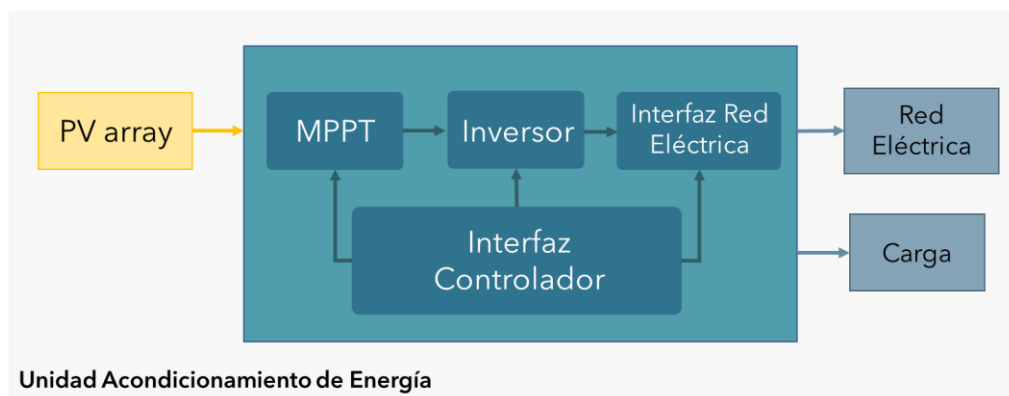 PV array
MPPT
Inversor
Interfaz Red
Eléctrica
Interfaz
Controlador
Red
Eléctrica
Carga
Unidad Acondicionamiento de Energía